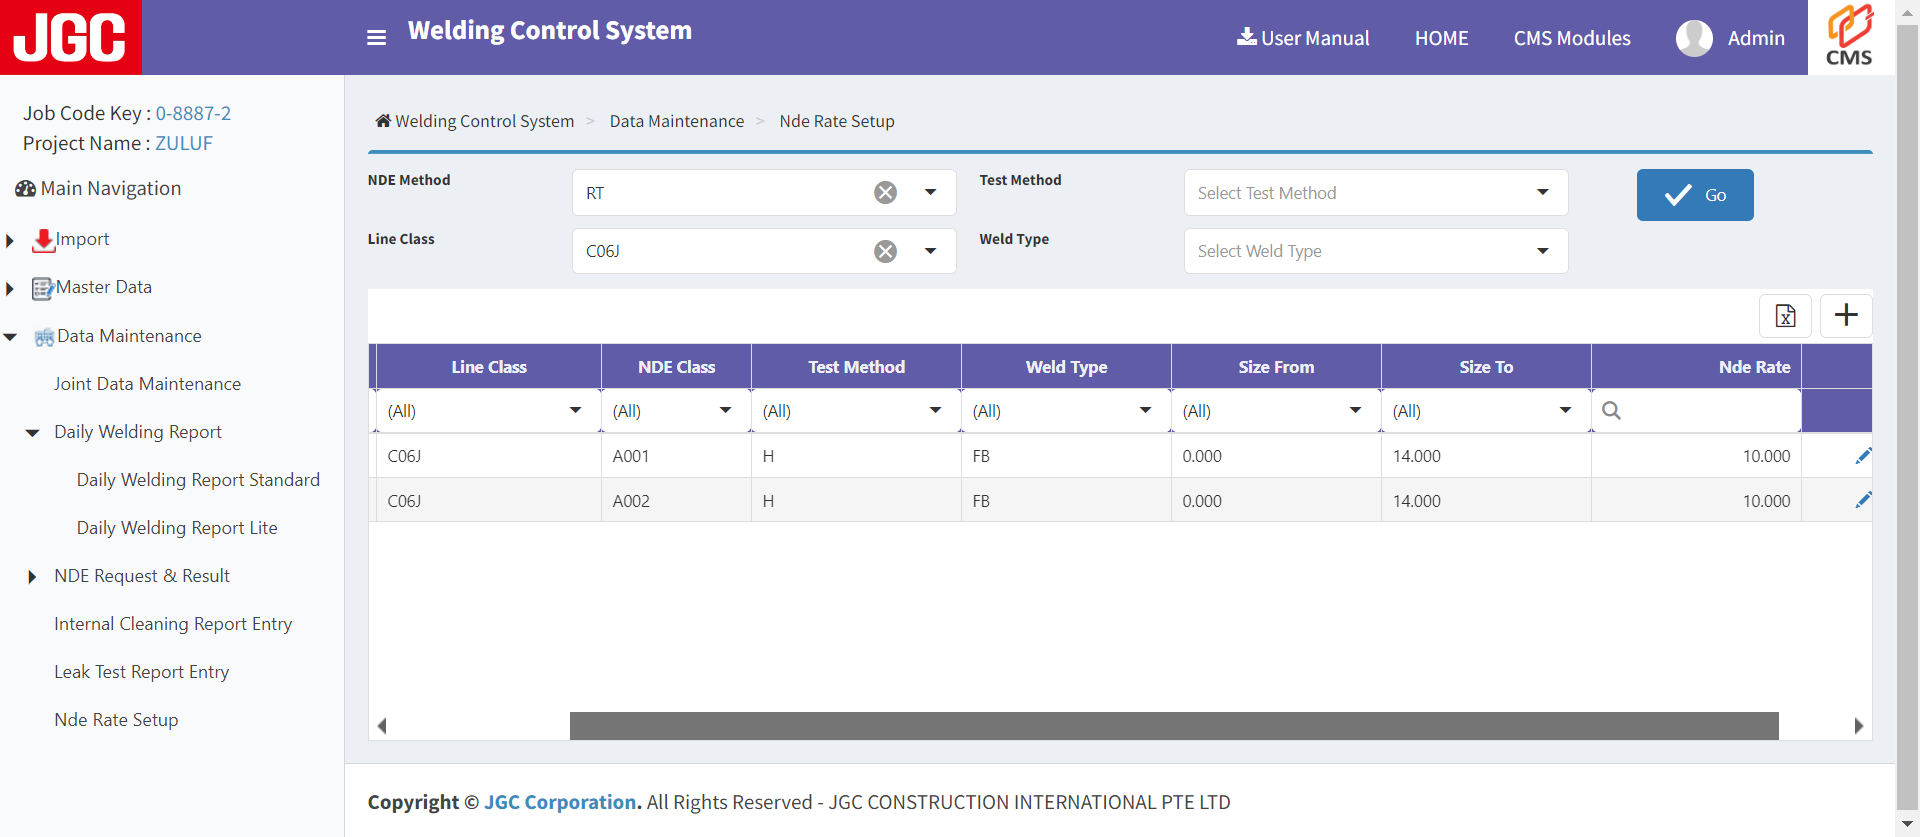 JGC
Welding Control System
User Manual
HOME
CMS Modules
Admin
CMS
Job Code Key : 0-8887-2
Project Name : ZULUF
Main Navigation
Import
Master Data
Data Maintenance
Joint Data Maintenance
Daily Welding Report
Daily Welding Report Standard
Daily Welding Report Lite
NDE Request & Result
Internal Cleaning Report Entry
Leak Test Report Entry
Nde Rate Setup
Welding Control System > Data Maintenance > Nde Rate Setup
NDE Method RT Test Method Select Test Method Go
Line Class C06J Weld Type Select Weld Type
Line Class NDE Class Test Method Weld Type Size From Size To Nde Rate
(All) (All) (All) (All) (All) (All)
C06J A001 H FB 0.000 14.000 10.000
C06J A002 H FB 0.000 14.000 10.000
Copyright © JGC Corporation. All Rights Reserved - JGC CONSTRUCTION INTERNATIONAL PTE LTD